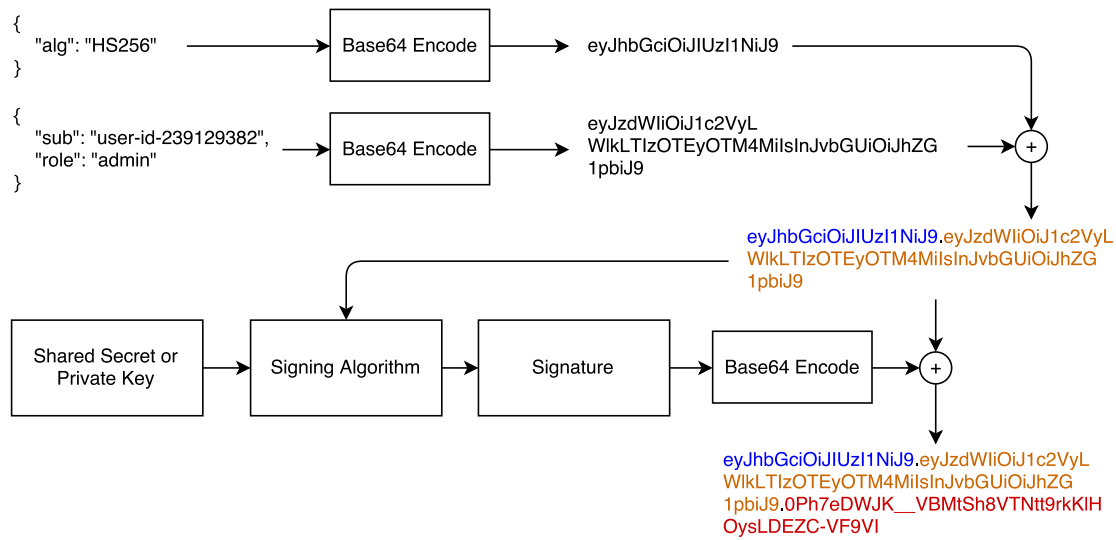 {
"alg": "HS256"
}
Base64 Encode
eyJhbGciOiJIUzI1NiJ9
{
"sub": "user-id-239129382",
"role": "admin"
}
Base64 Encode
eyJzdWIiOiJ1c2VyL
WlkLTIzOTEyOTM4MiIsInJvbGUiOiJhZG
1pbiJ9
+
eyJhbGciOiJIUzI1NiJ9.eyJzdWIiOiJ1c2VyL
WlkLTIzOTEyOTM4MiIsInJvbGUiOiJhZG
1pbiJ9
Shared Secret or
Private Key
Signing Algorithm
Signature
Base64 Encode
+
eyJhbGciOiJIUzI1NiJ9.eyJzdWIiOiJ1c2VyL
WlkLTIzOTEyOTM4MiIsInJvbGUiOiJhZG
1pbiJ9.0Ph7eDWJK__VBMtSh8VTNtt9rkKlH
OysLDEZC-VF9VI